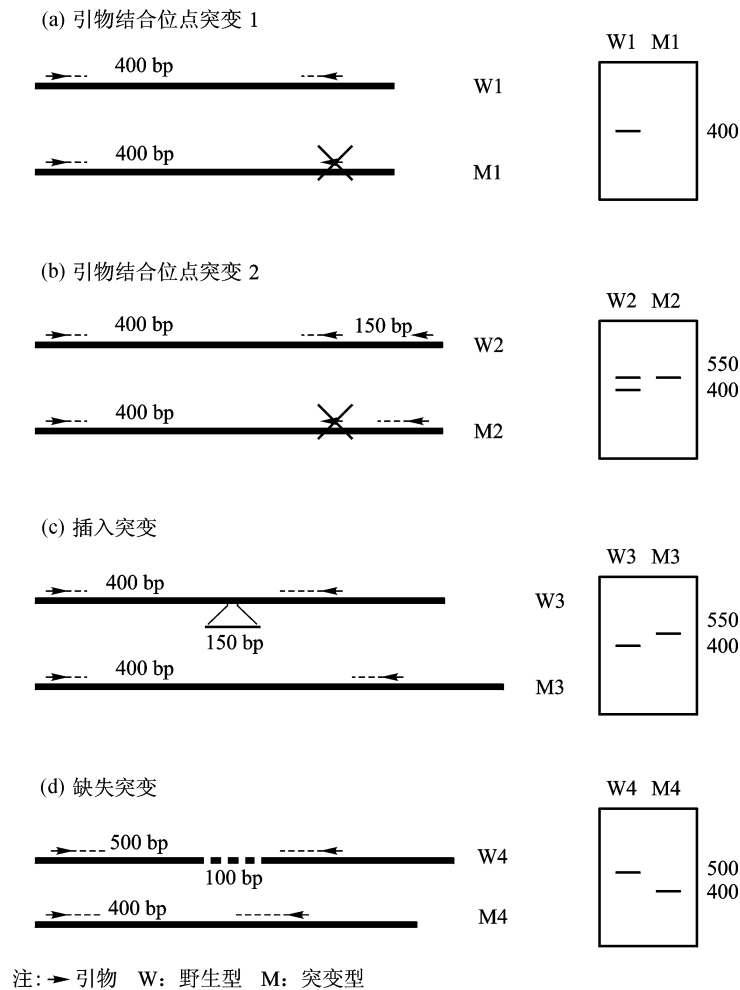 (a) 引物结合位点突变 1
W1 M1
400 bp
W1
400
400 bp
M1
(b) 引物结合位点突变 2
W2 M2
400 bp
150 bp
W2
550
400
400 bp
M2
(c) 插入突变
W3 M3
400 bp
W3
550
400
150 bp
400 bp
M3
(d) 缺失突变
W4 M4
500 bp
W4
500
400
100 bp
400 bp
M4
注: 引物 W: 野生型 M: 突变型